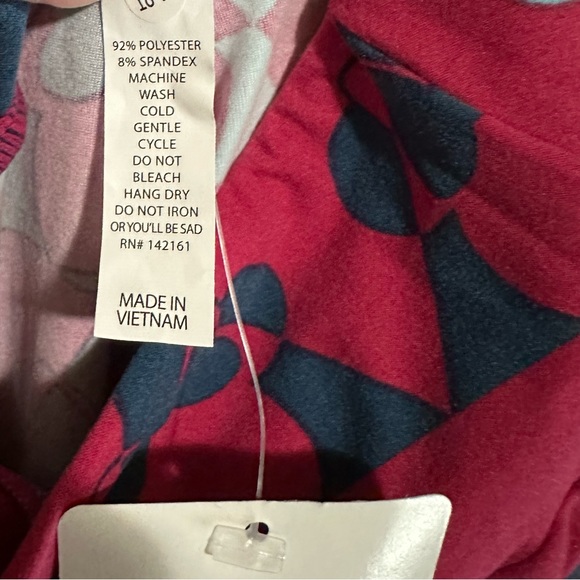 92% POLYESTER
8% SPANDEX
MACHINE
WASH
COLD
GENTLE
CYCLE
DO NOT
BLEACH
HANG DRY
DO NOT IRON
OR YOU'LL BE SAD
RN# 142161
MADE IN
VIETNAM